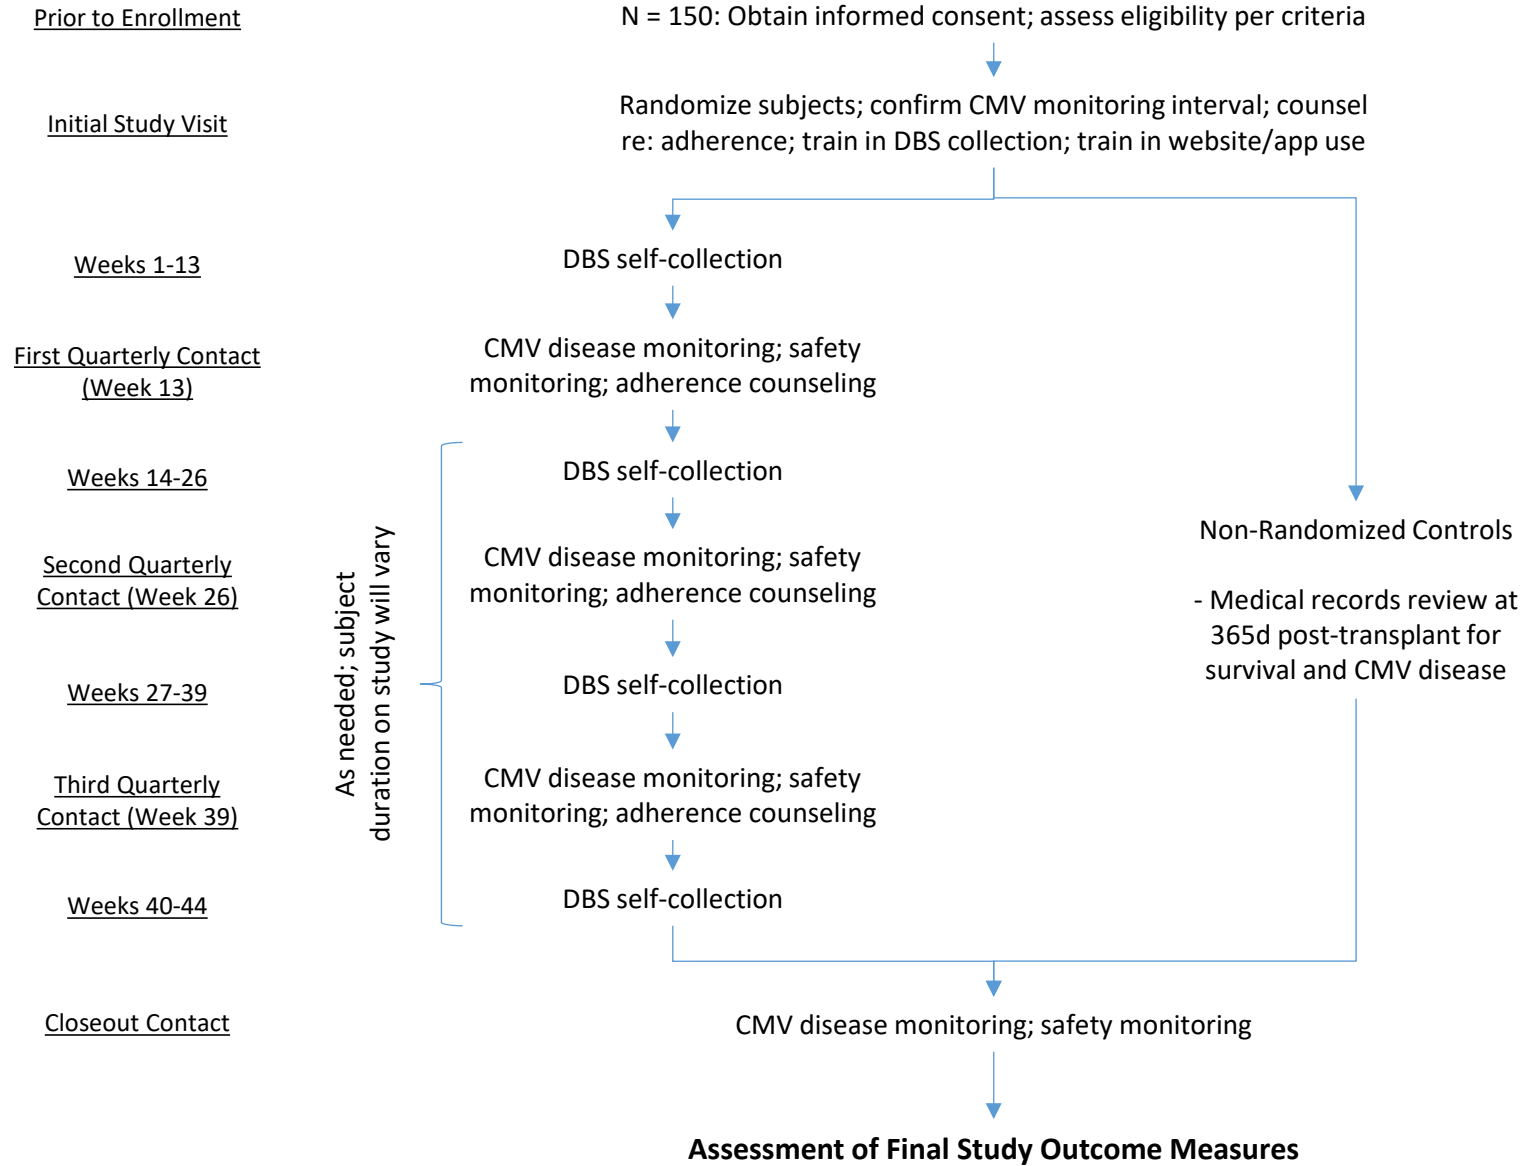 Prior to Enrollment
N = 150: Obtain informed consent; assess eligibility per criteria
Initial Study Visit
Randomize subjects; confirm CMV monitoring interval; counsel
re: adherence; train in DBS collection; train in website/app use
Weeks 1-13
DBS self-collection
First Quarterly Contact
(Week 13)
CMV disease monitoring; safety
monitoring; adherence counseling
Weeks 14-26
DBS self-collection
Second Quarterly
Contact (Week 26)
CMV disease monitoring; safety
monitoring; adherence counseling
Weeks 27-39
DBS self-collection
Third Quarterly
Contact (Week 39)
CMV disease monitoring; safety
monitoring; adherence counseling
Weeks 40-44
DBS self-collection
As needed; subject
duration on study will vary
Non-Randomized Controls
- Medical records review at
365d post-transplant for
survival and CMV disease
Closeout Contact
CMV disease monitoring; safety monitoring
Assessment of Final Study Outcome Measures